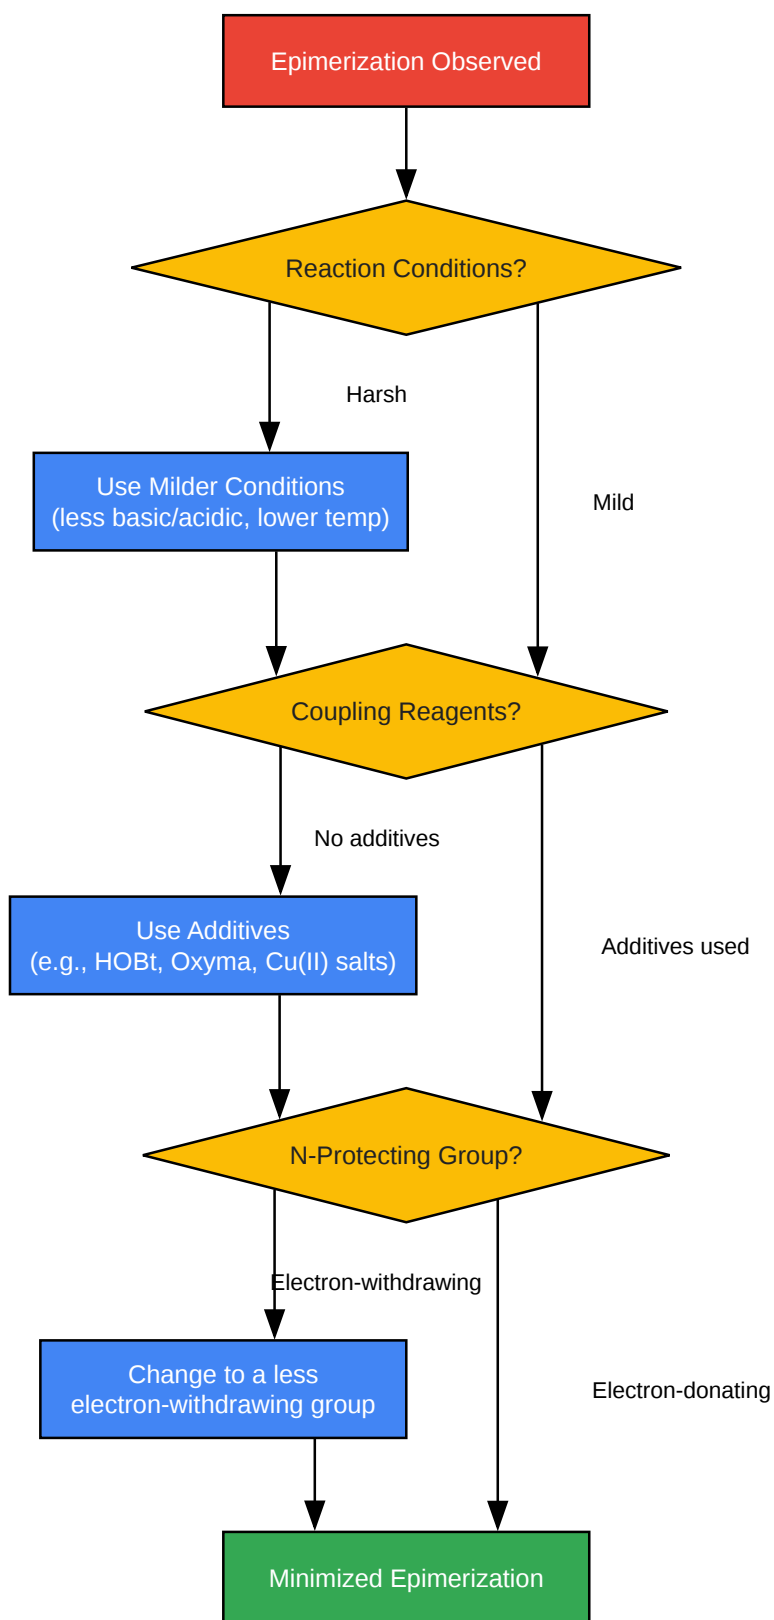 Epimerization Observed
Reaction Conditions?
Harsh
Use Milder Conditions
(less basic/acidic, lower temp)
Mild
Coupling Reagents?
No additives
Use Additives
(e.g., HOBt, Oxyma, Cu(II) salts)
Additives used
N-Protecting Group?
Electron-withdrawing
Change to a less
electron-withdrawing group
Electron-donating
Minimized Epimerization